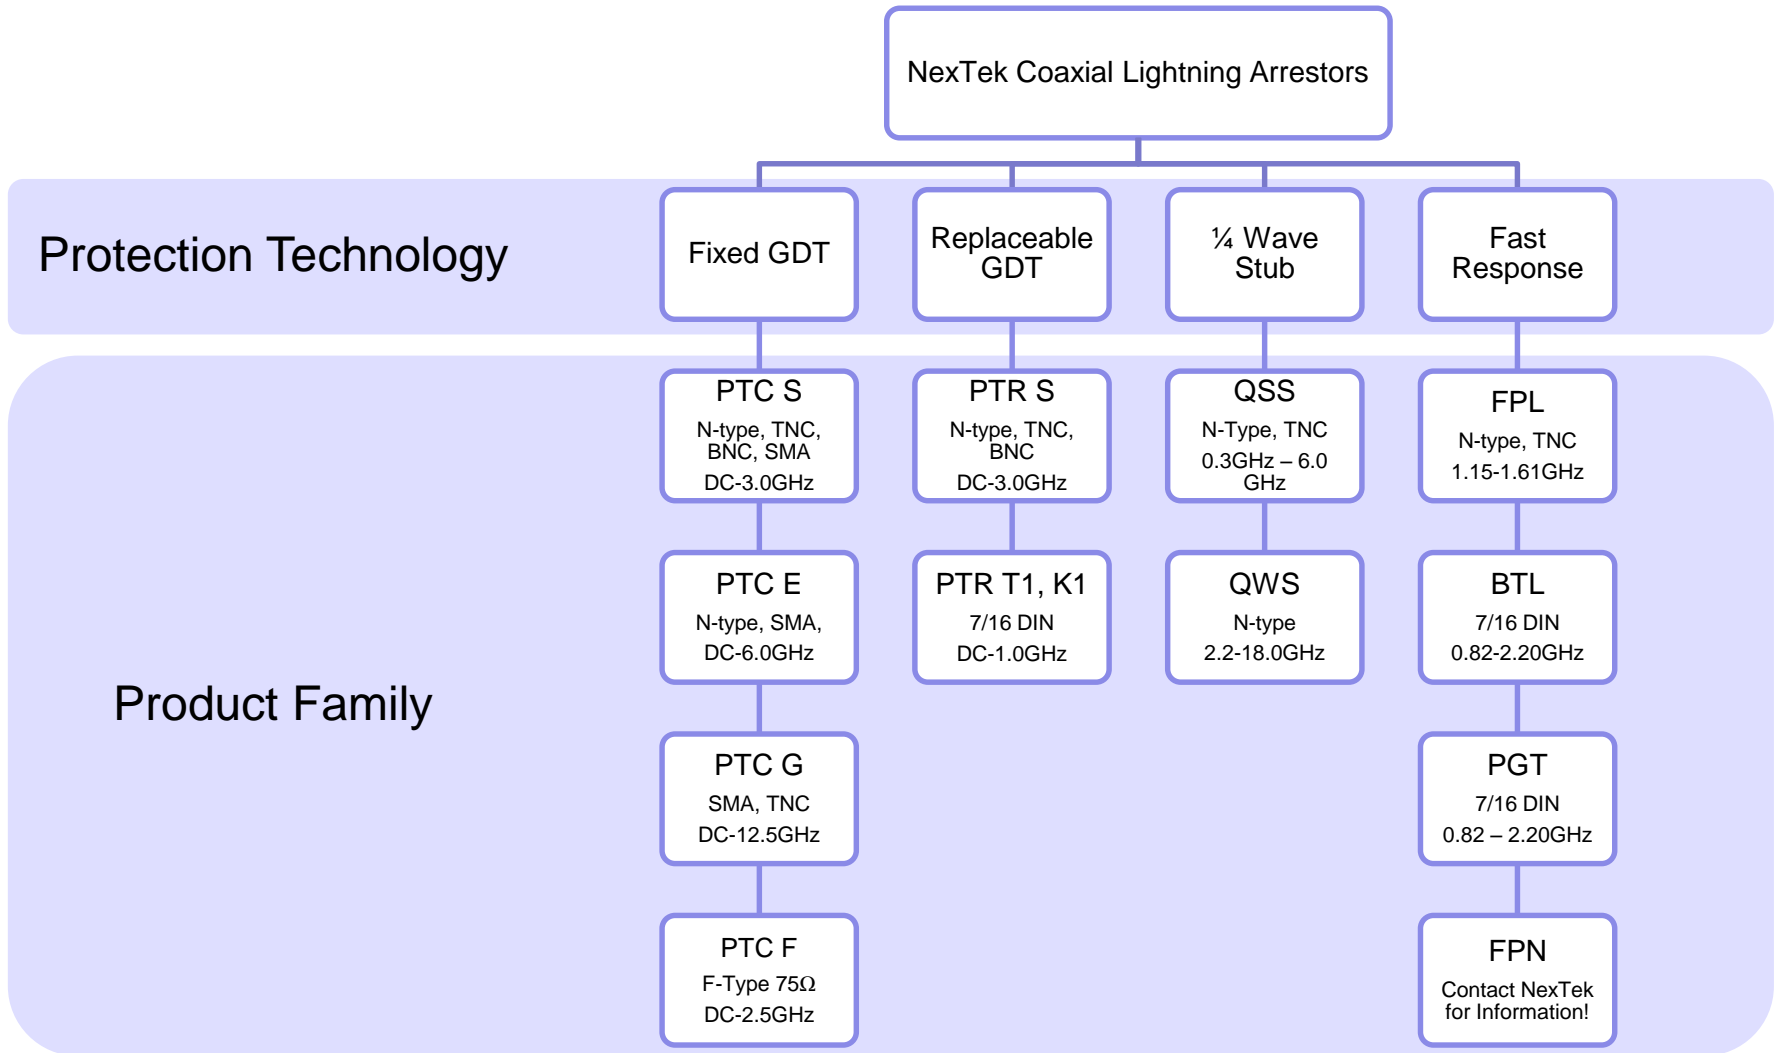 NexTek Coaxial Lightning Arrestors
Protection Technology
Fixed GDT
Replaceable
GDT
¼ Wave
Stub
Fast
Response
Product Family
PTC S
N-type, TNC,
BNC, SMA
DC-3.0GHz
PTC E
N-type, SMA,
DC-6.0GHz
PTC G
SMA, TNC
DC-12.5GHz
PTC F
F-Type 75Ω
DC-2.5GHz
PTR S
N-type, TNC,
BNC
DC-3.0GHz
PTR T1, K1
7/16 DIN
DC-1.0GHz
QSS
N-Type, TNC
0.3GHz – 6.0
GHz
QWS
N-type
2.2-18.0GHz
FPL
N-type, TNC
1.15-1.61GHz
BTL
7/16 DIN
0.82-2.20GHz
PGT
7/16 DIN
0.82 – 2.20GHz
FPN
Contact NexTek
for Information!